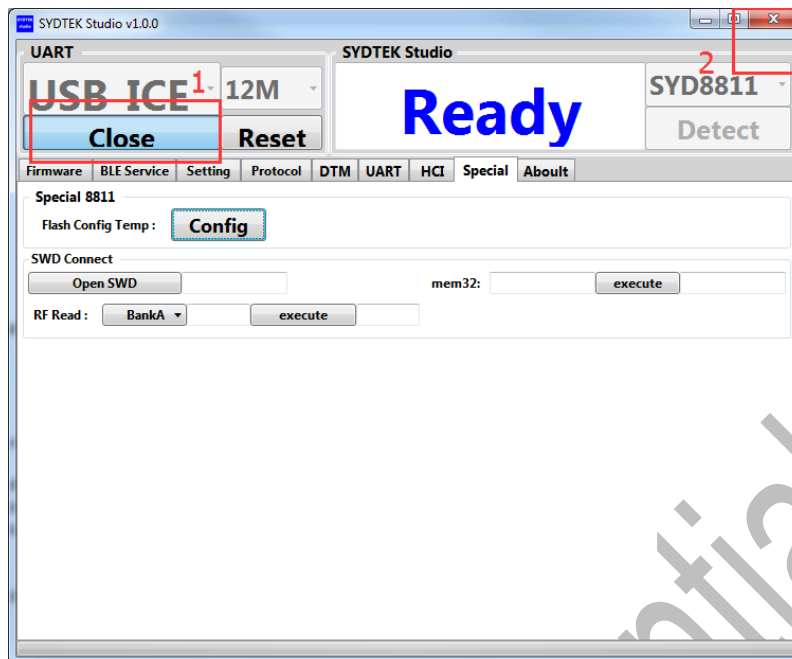 SYDTEK Studio v1.0.0
UART
SYDTEK Studio
USB_ICE
1
12M
Ready
2
SYD8811
Close
Reset
Detect
Firmware BLE Service Setting Protocol DTM UART HCI Special Aboult
Special 8811
Flash Config Temp : Config
SWD Connect
Open SWD mem32: execute
RF Read : BankA execute